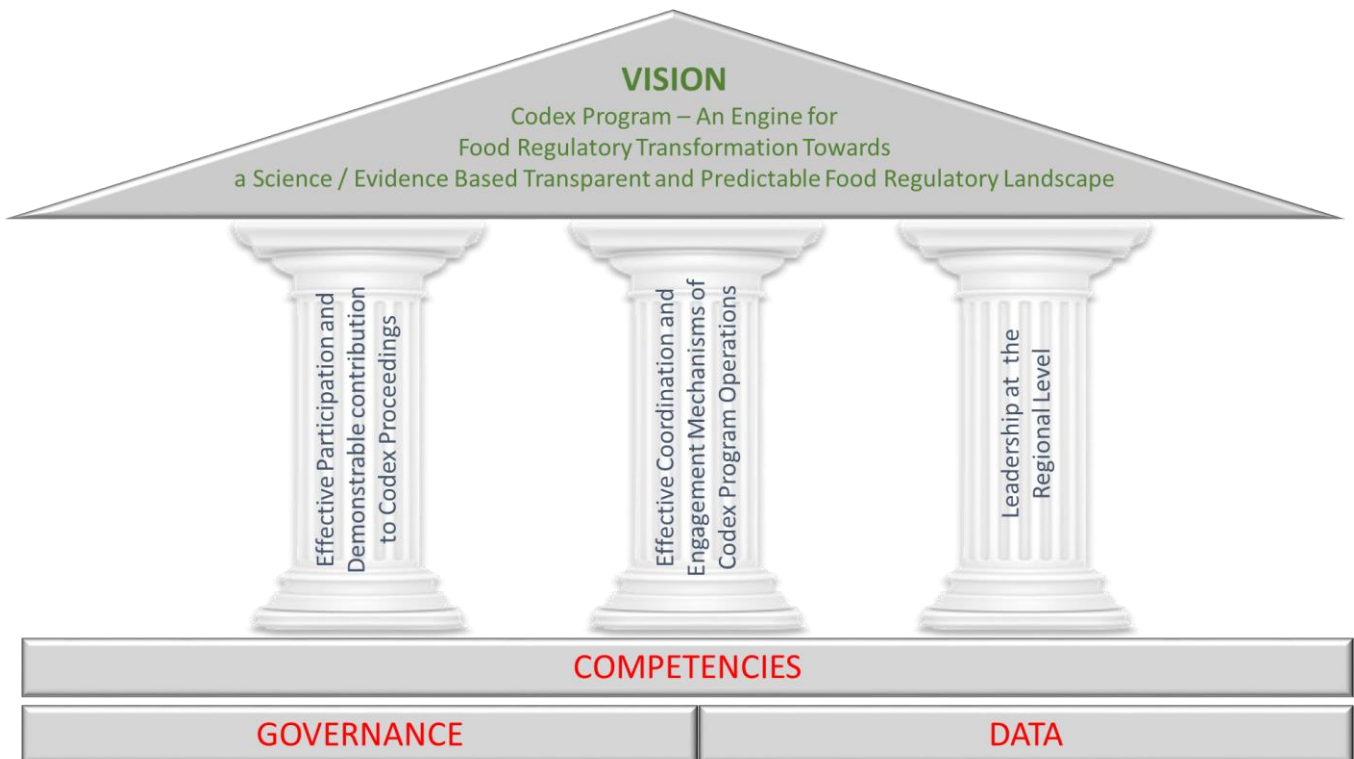 VISION
Codex Program – An Engine for
Food Regulatory Transformation Towards
a Science / Evidence Based Transparent and Predictable Food Regulatory Landscape
Effective Participation and
Demonstrable contribution
to Codex Proceedings
Effective Coordination and
Engagement Mechanisms of
Codex Program Operations
Leadership at the
Regional Level
COMPETENCIES
GOVERNANCE
DATA